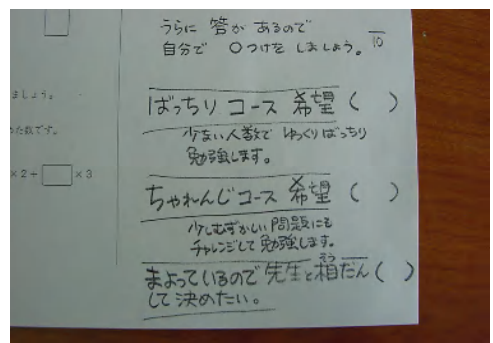 うらに 答が あるので
自分で ○つけを しましょう。
10
ましょう。
た数です。
×2+□×3
ばっちり コース 希望 ( )
少ない人数で ゆっくり ばっちり
勉強します。
ちゃれんじコース 希望 ( )
少しむずかしい問題にも
チャレンジして 勉強します。
まよっているので 先生と相だん ( )
そう
して 決めたい。